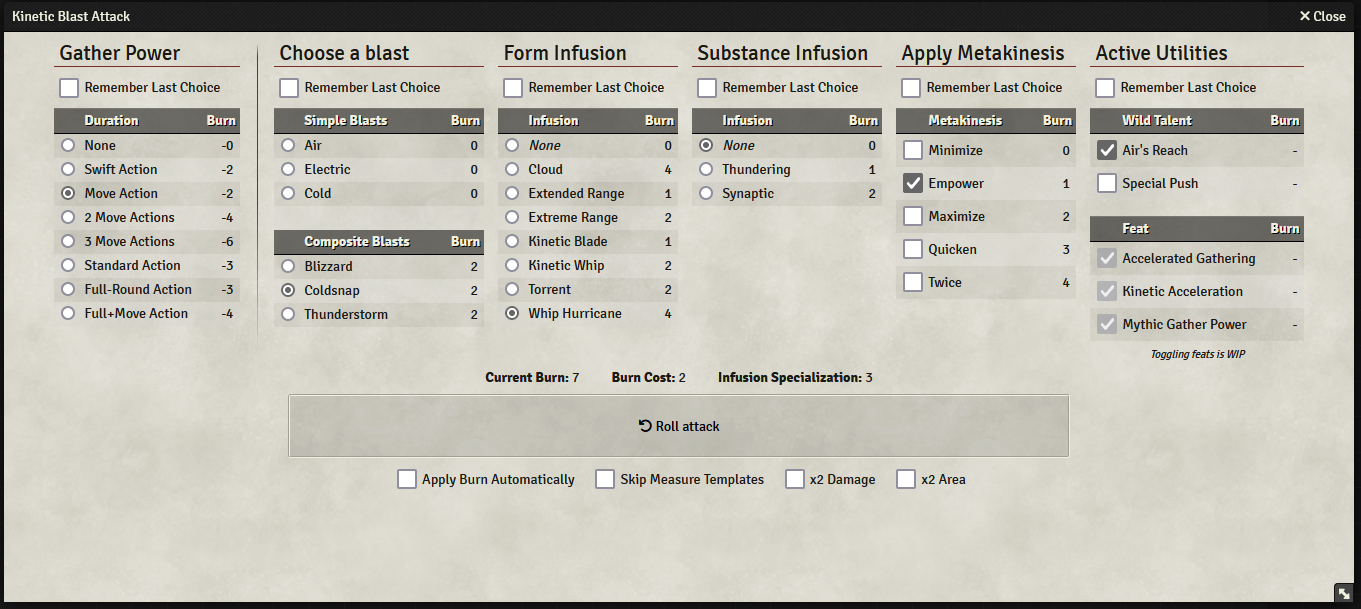 Kinetic Blast Attack
Close
Gather Power
Remember Last Choice
Duration Burn
None -0
Swift Action -2
Move Action -2
2 Move Actions -4
3 Move Actions -6
Standard Action -3
Full-Round Action -3
Full+Move Action -4
Choose a blast
Remember Last Choice
Simple Blasts Burn
Air 0
Electric 0
Cold 0
Composite Blasts Burn
Blizzard 2
Coldsnap 2
Thunderstorm 2
Form Infusion
Remember Last Choice
Infusion Burn
None 0
Cloud 4
Extended Range 1
Extreme Range 2
Kinetic Blade 1
Kinetic Whip 2
Torrent 2
Whip Hurricane 4
Substance Infusion
Remember Last Choice
Infusion Burn
None 0
Thundering 1
Synaptic 2
Apply Metakinesis
Remember Last Choice
Metakinesis Burn
Minimize 0
Empower 1
Maximize 2
Quicken 3
Twice 4
Active Utilities
Remember Last Choice
Wild Talent Burn
Air's Reach -
Special Push -
Feat Burn
Accelerated Gathering -
Kinetic Acceleration -
Mythic Gather Power -
Toggling feats is WIP
Current Burn: 7 Burn Cost: 2 Infusion Specialization: 3
Roll attack
Apply Burn Automatically Skip Measure Templates x2 Damage x2 Area